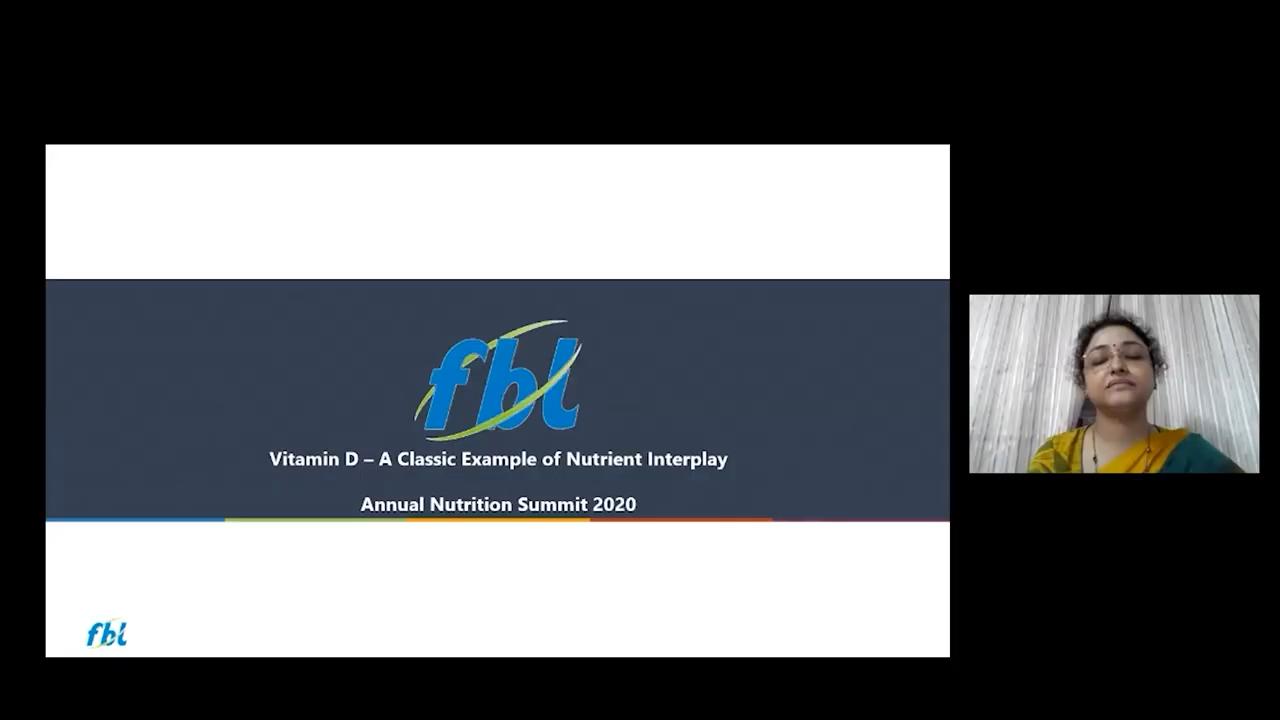 fbl
Vitamin D – A Classic Example of Nutrient Interplay
Annual Nutrition Summit 2020
fbl